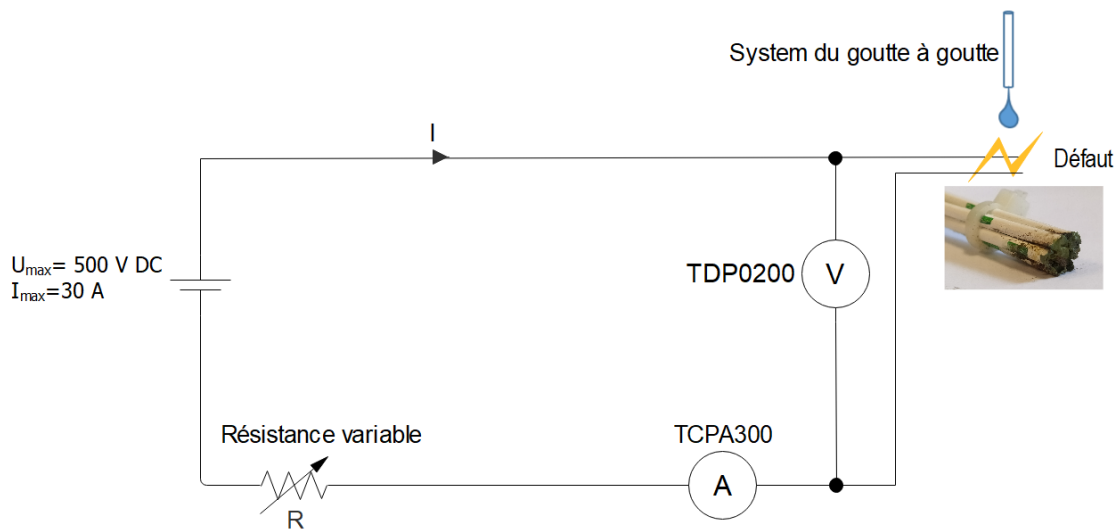 System du goutte à goutte
I
Défaut
Umax= 500 V DC
Imax=30 A
TDP0200
V
Résistance variable
TCPA300
A
R